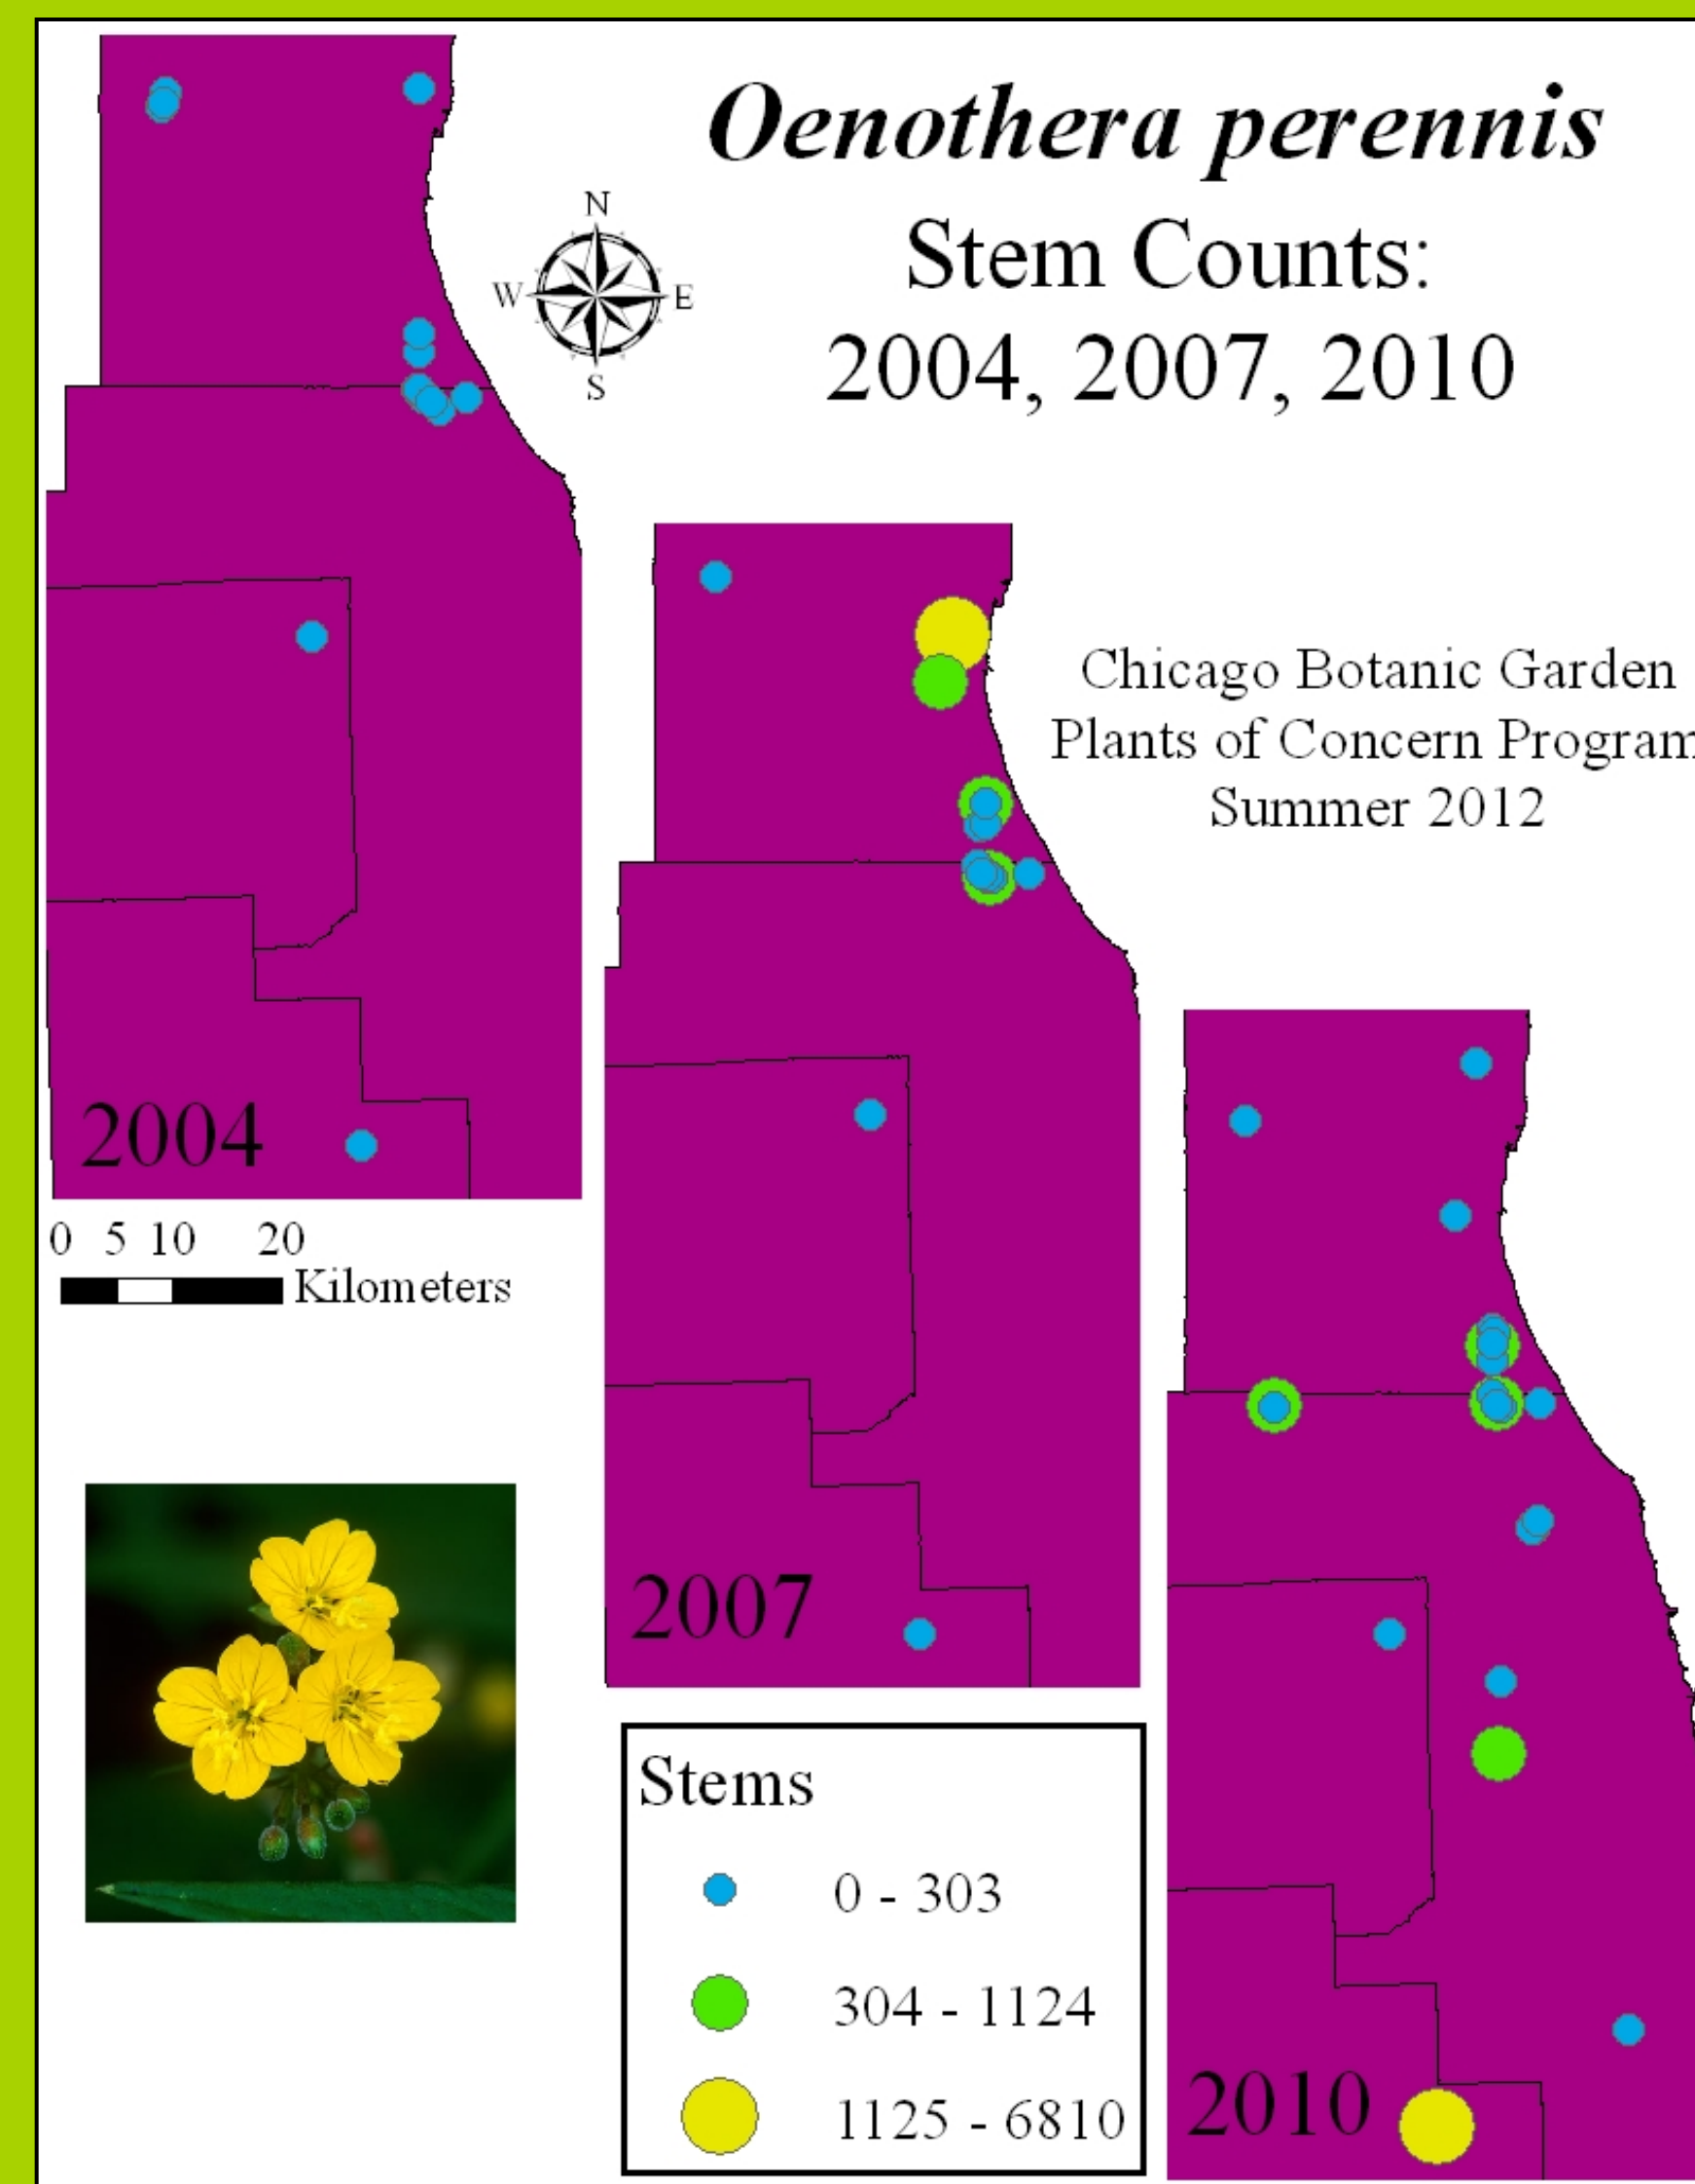 Oenothera perennis
Stem Counts:
2004, 2007, 2010
N
W E
S
Chicago Botanic Garden
Plants of Concern Program
Summer 2012
2004
0 5 10 20
Kilometers
2007
2010
Stems
0 - 303
304 - 1124
1125 - 6810